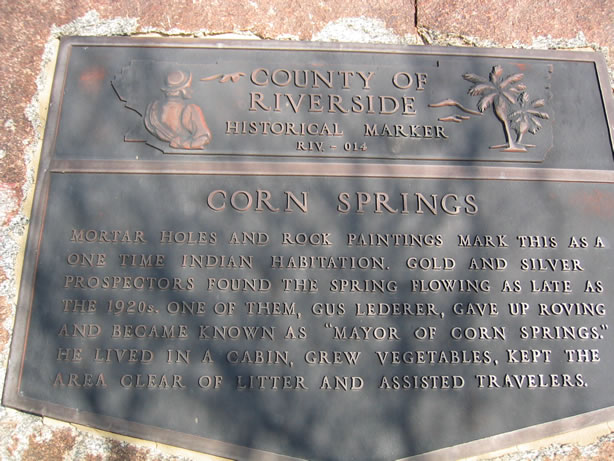 COUNTY OF
RIVERSIDE
HISTORICAL MARKER
RIV. - 014
CORN SPRINGS
MORTAR HOLES AND ROCK PAINTINGS MARK THIS AS A
ONE TIME INDIAN HABITATION. GOLD AND SILVER
PROSPECTORS FOUND THE SPRING FLOWING AS LATE AS
THE 1920s. ONE OF THEM, GUS LEDERER, GAVE UP ROVING
AND BECAME KNOWN AS "MAYOR OF CORN SPRINGS."
HE LIVED IN A CABIN, GREW VEGETABLES, KEPT THE
AREA CLEAR OF LITTER AND ASSISTED TRAVELERS.